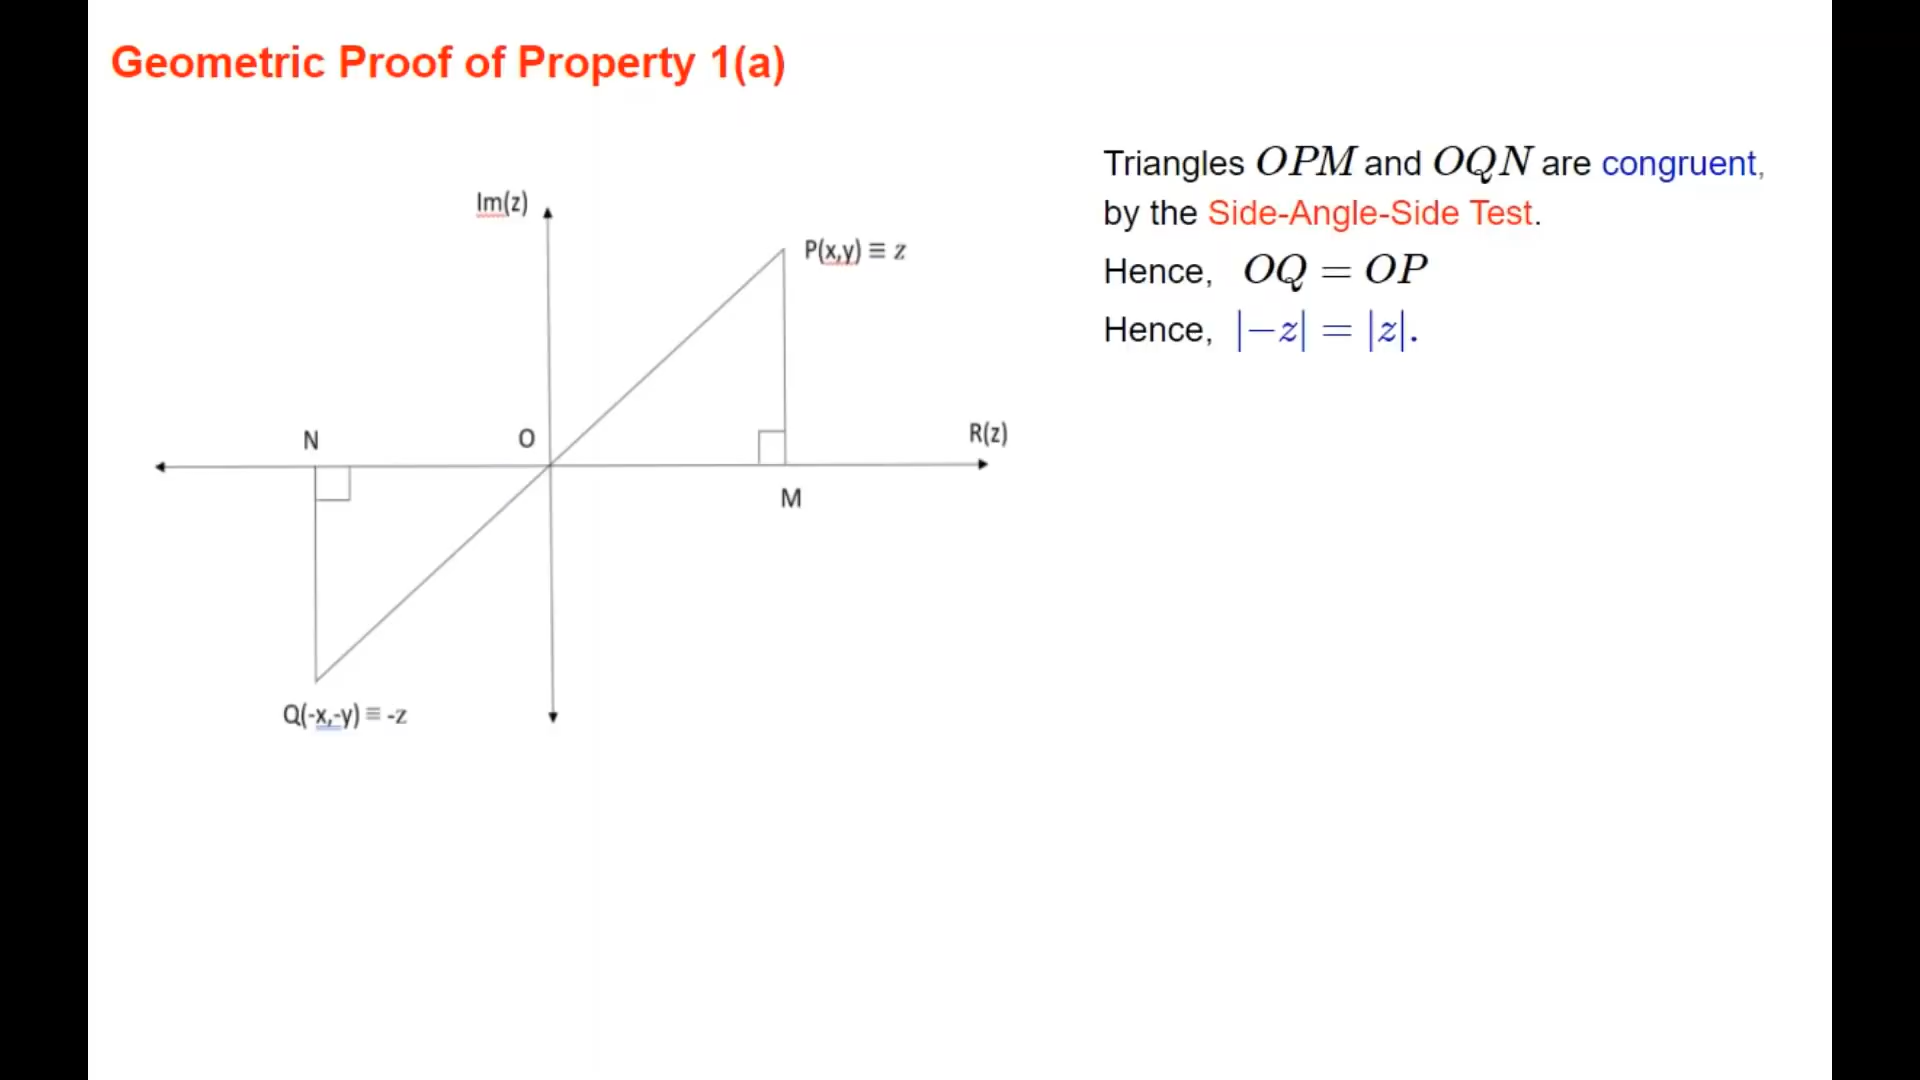 Geometric Proof of Property 1(a)
Triangles OPM and OQN are congruent,
by the Side-Angle-Side Test.
Hence, OQ = OP
Hence, |−z| = |z|.
Im(z)
P(x,y) ≡ z
N
O
R(z)
M
Q(-x,-y) ≡ -z